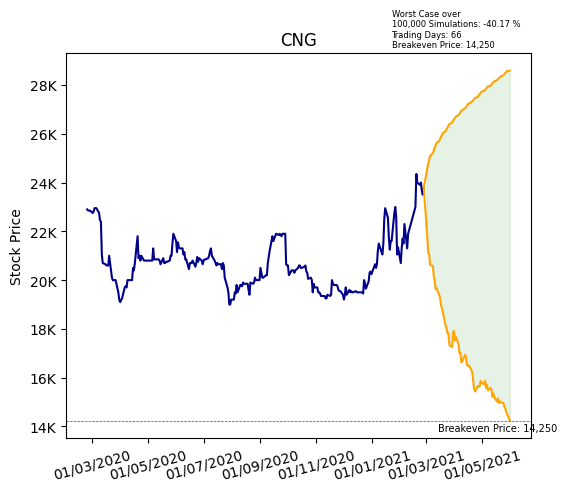 Worst Case over
100,000 Simulations: -40.17 %
Trading Days: 66
Breakeven Price: 14,250
CNG
Stock Price
28K
26K
24K
22K
20K
18K
16K
14K
Breakeven Price: 14,250
01/03/2020
01/05/2020
01/07/2020
01/09/2020
01/11/2020
01/01/2021
01/03/2021
01/05/2021